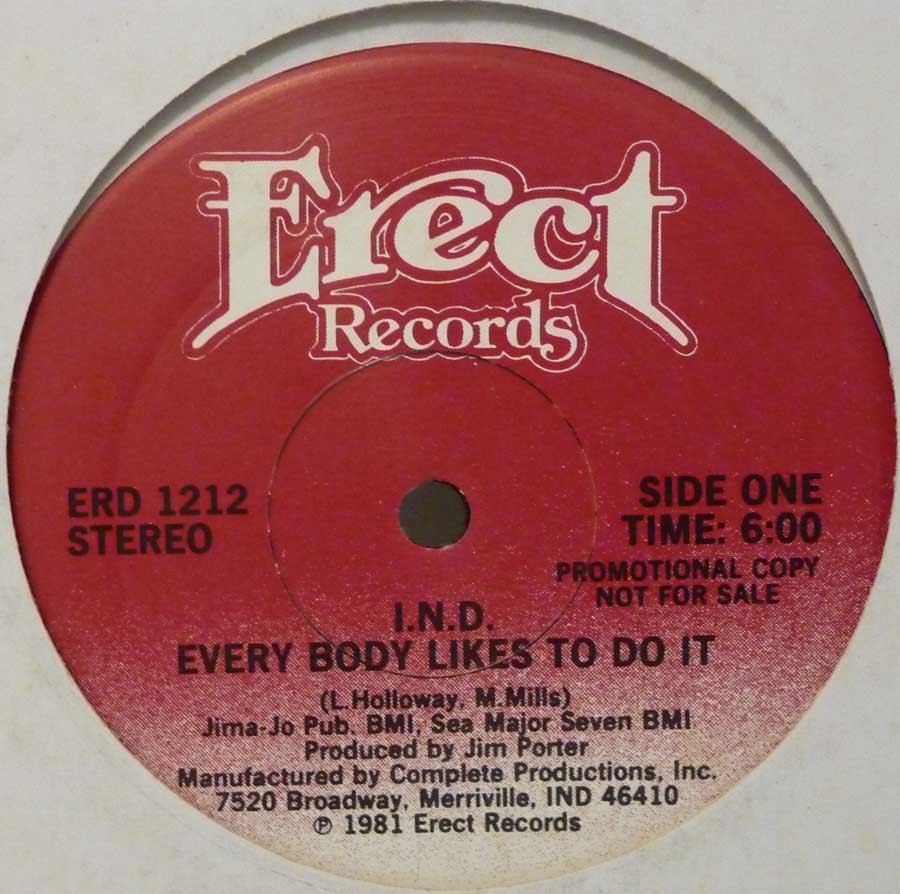 Erect
Records
ERD 1212
STEREO
SIDE ONE
TIME: 6:00
PROMOTIONAL COPY
NOT FOR SALE
I.N.D.
EVERY BODY LIKES TO DO IT
(L.Holloway, M.Mills)
Jima-Jo Pub. BMI, Sea Major Seven BMI
Produced by Jim Porter
Manufactured by Complete Productions, Inc.
7520 Broadway, Merriville, IND 46410
℗ 1981 Erect Records